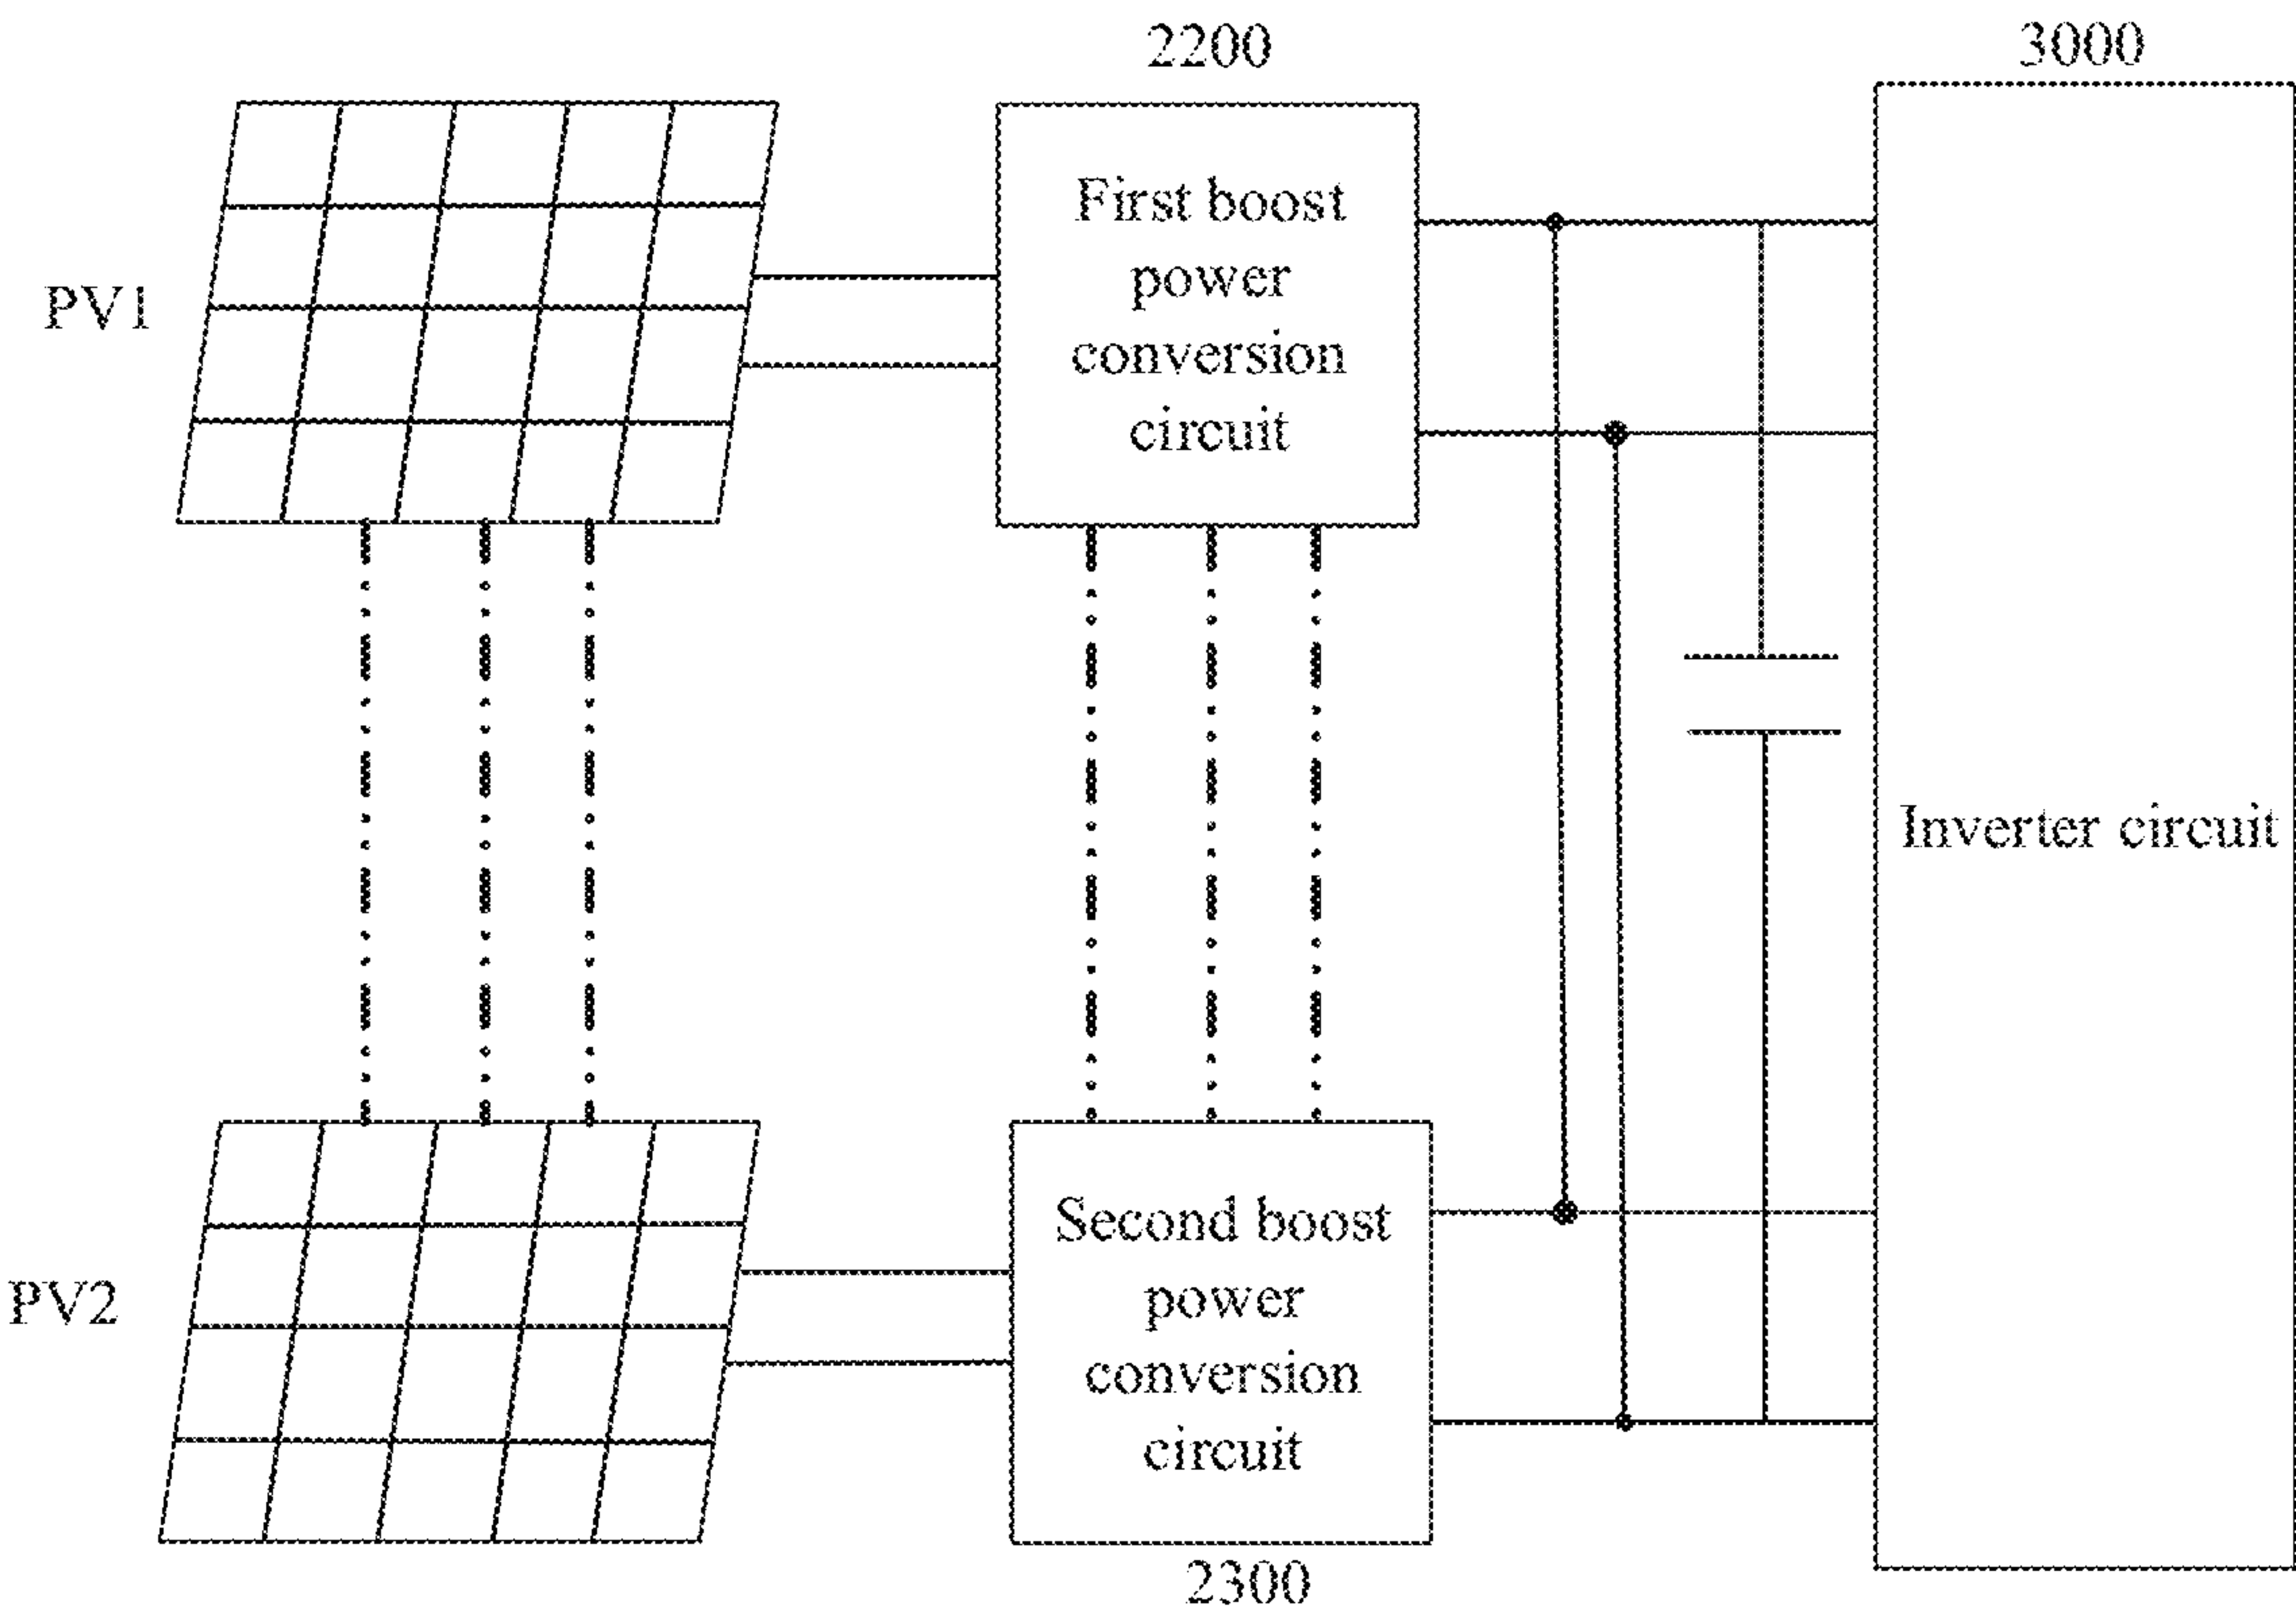 2200
3000
PV1
First boost
power
conversion
circuit
Inverter circuit
PV2
Second boost
power
conversion
circuit
2300